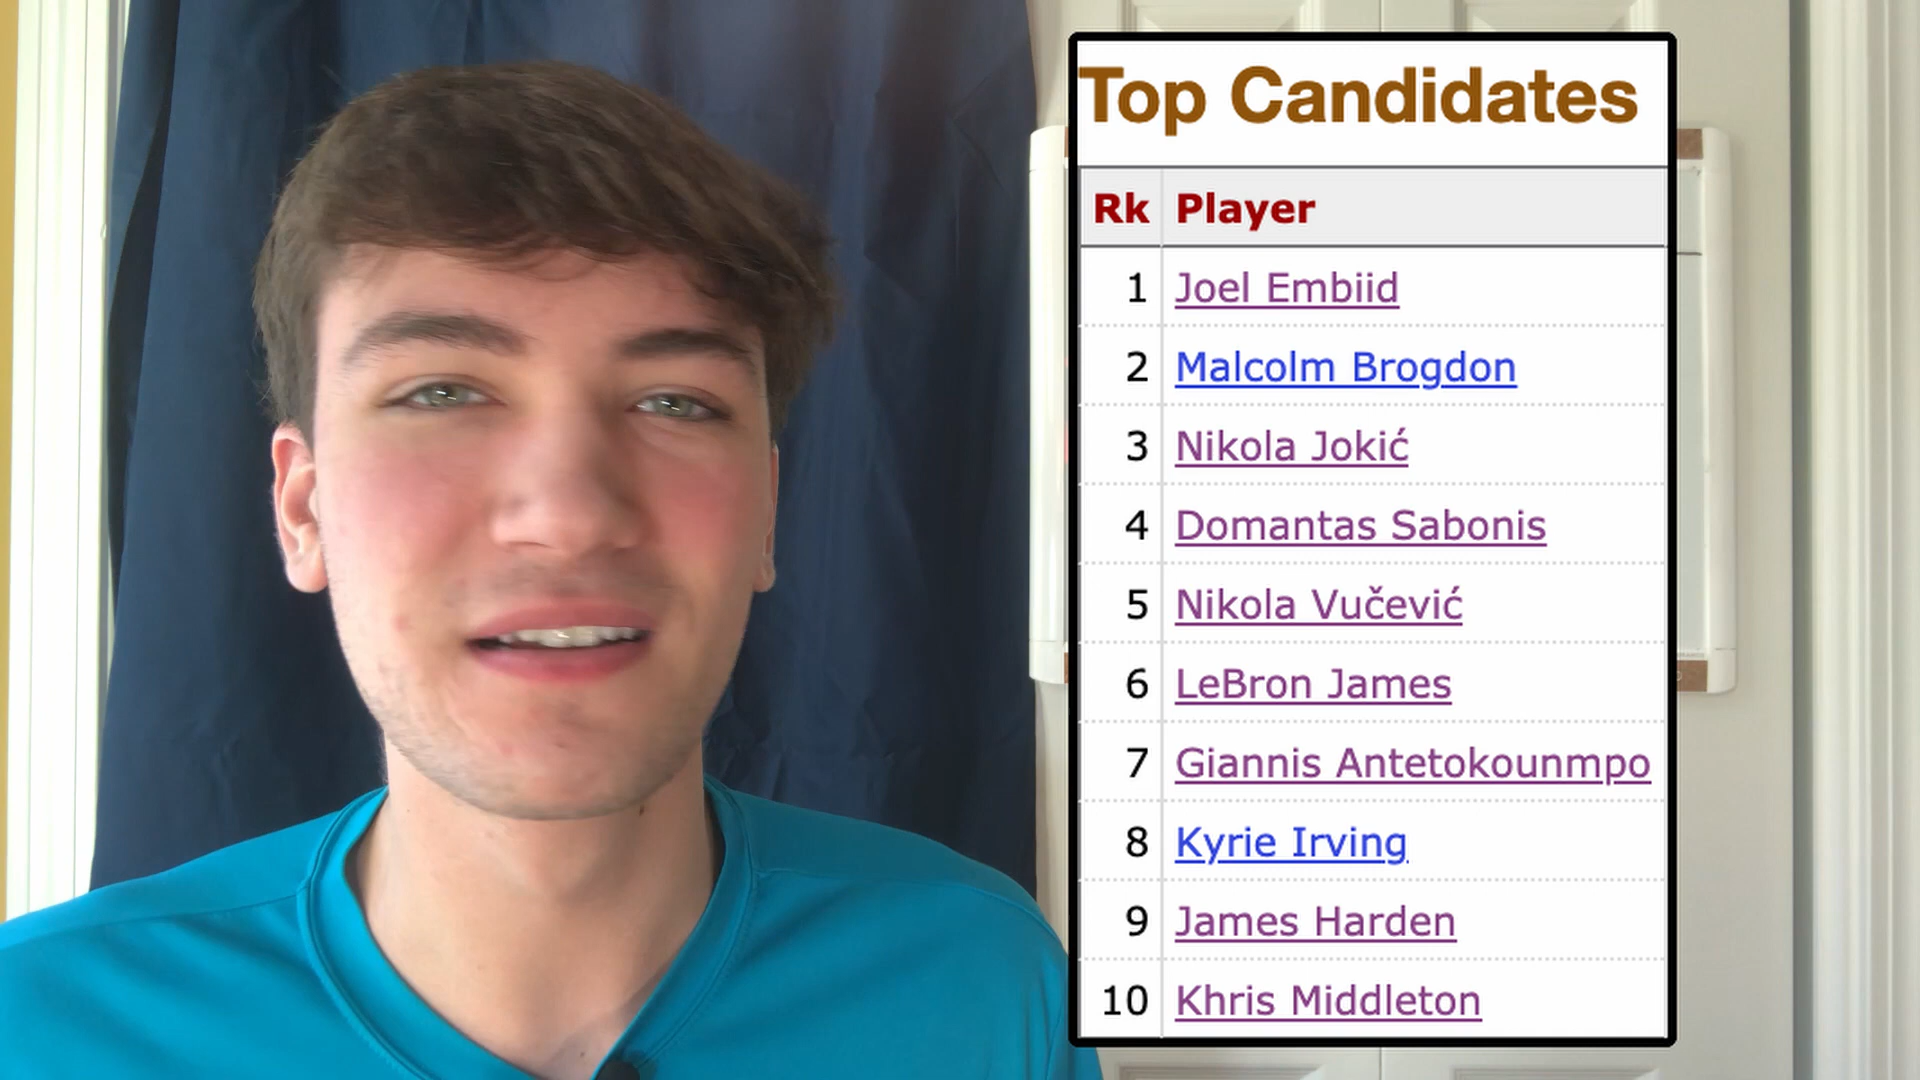 Top Candidates
Rk Player
1 Joel Embiid
2 Malcolm Brogdon
3 Nikola Jokić
4 Domantas Sabonis
5 Nikola Vučević
6 LeBron James
7 Giannis Antetokounmpo
8 Kyrie Irving
9 James Harden
10 Khris Middleton